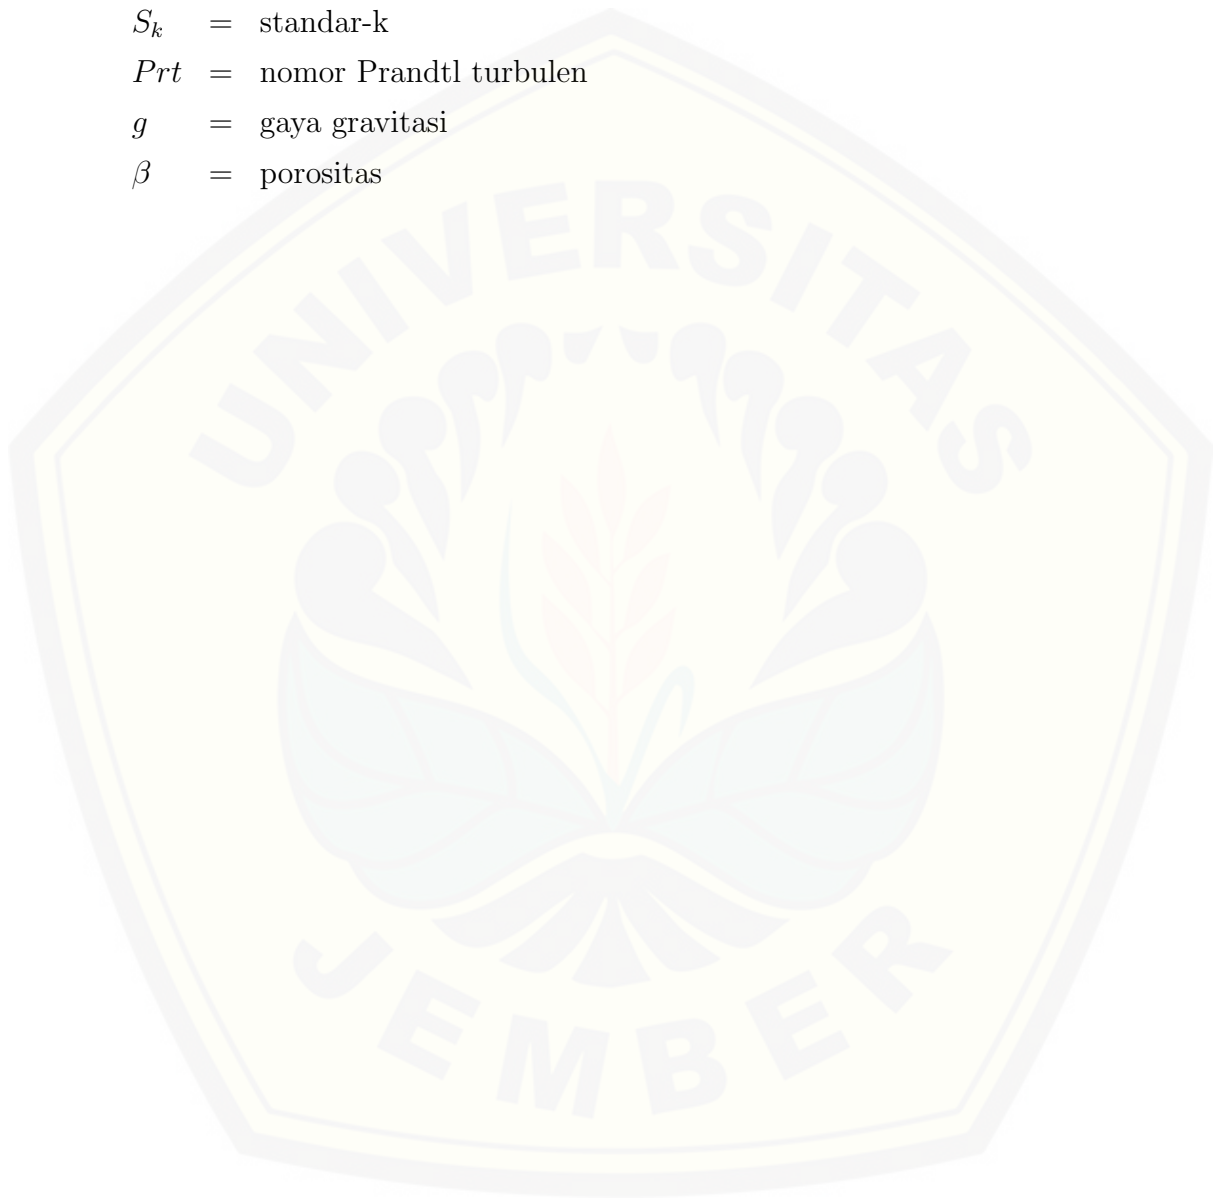 S_k = standar-k
Prt = nomor Prandtl turbulen
g = gaya gravitasi
β = porositas
UNIVERSITAS
JEMBER